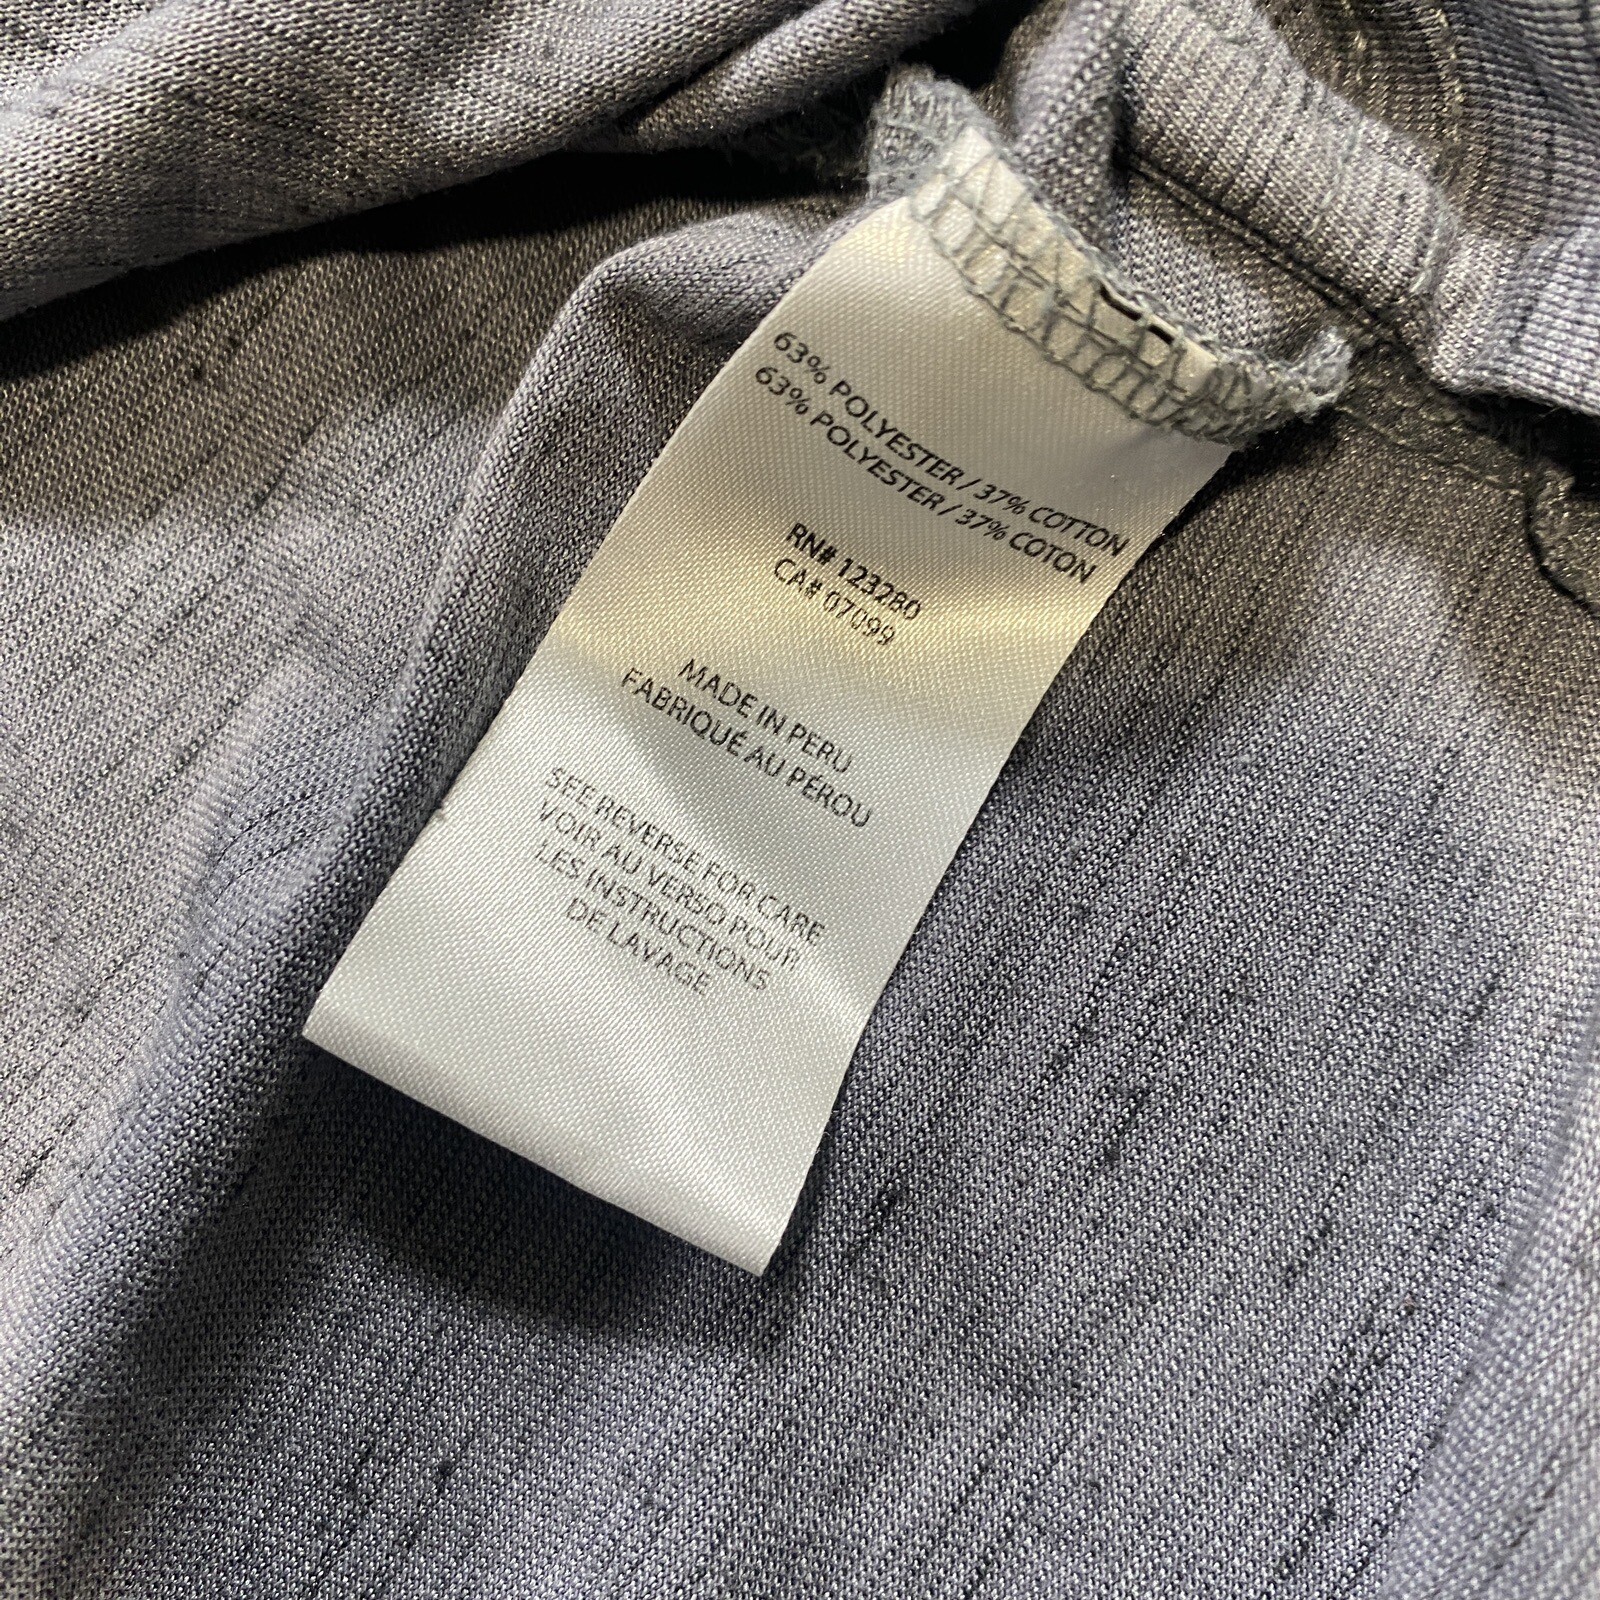 63% POLYESTER / 37% COTTON
63% POLYESTER / 37% COTON
RN# 123280
CA# 07099
MADE IN PERU
FABRIQUÉ AU PÉROU
SEE REVERSE FOR CARE
VOIR AU VERSO POUR
LES INSTRUCTIONS
DE LAVAGE